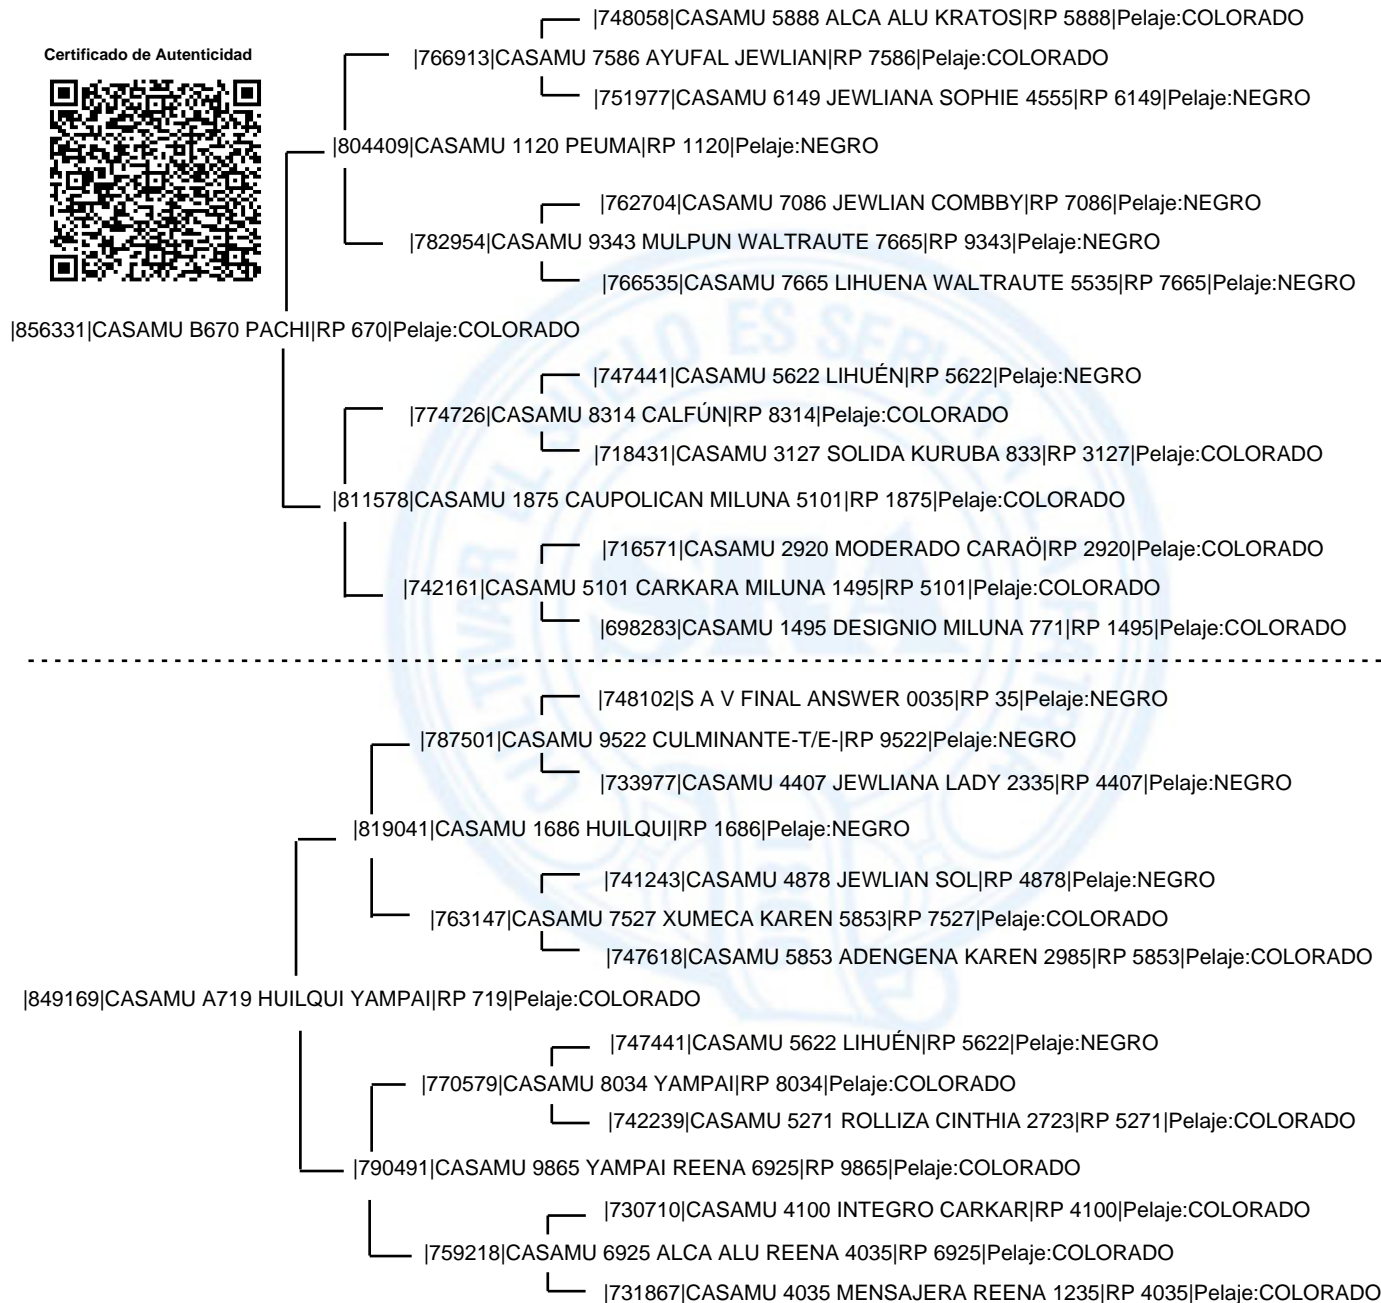 |748058|CASAMU 5888 ALCA ALU KRATOS|RP 5888|Pelaje:COLORADO
Certificado de Autenticidad
|766913|CASAMU 7586 AYUFAL JEWLIAN|RP 7586|Pelaje:COLORADO
|751977|CASAMU 6149 JEWLIANA SOPHIE 4555|RP 6149|Pelaje:NEGRO
|804409|CASAMU 1120 PEUMA|RP 1120|Pelaje:NEGRO
|762704|CASAMU 7086 JEWLIAN COMBBY|RP 7086|Pelaje:NEGRO
|782954|CASAMU 9343 MULPUN WALTRAUTE 7665|RP 9343|Pelaje:NEGRO
|766535|CASAMU 7665 LIHUENA WALTRAUTE 5535|RP 7665|Pelaje:NEGRO
|856331|CASAMU B670 PACHI|RP 670|Pelaje:COLORADO
|747441|CASAMU 5622 LIHUÉN|RP 5622|Pelaje:NEGRO
|774726|CASAMU 8314 CALFÚN|RP 8314|Pelaje:COLORADO
|718431|CASAMU 3127 SOLIDA KURUBA 833|RP 3127|Pelaje:COLORADO
|811578|CASAMU 1875 CAUPOLICAN MILUNA 5101|RP 1875|Pelaje:COLORADO
|716571|CASAMU 2920 MODERADO CARAÖ|RP 2920|Pelaje:COLORADO
|742161|CASAMU 5101 CARKARA MILUNA 1495|RP 5101|Pelaje:COLORADO
|698283|CASAMU 1495 DESIGNIO MILUNA 771|RP 1495|Pelaje:COLORADO
|748102|S A V FINAL ANSWER 0035|RP 35|Pelaje:NEGRO
|787501|CASAMU 9522 CULMINANTE-T/E-|RP 9522|Pelaje:NEGRO
|733977|CASAMU 4407 JEWLIANA LADY 2335|RP 4407|Pelaje:NEGRO
|819041|CASAMU 1686 HUILQUI|RP 1686|Pelaje:NEGRO
|741243|CASAMU 4878 JEWLIAN SOL|RP 4878|Pelaje:NEGRO
|763147|CASAMU 7527 XUMECA KAREN 5853|RP 7527|Pelaje:COLORADO
|747618|CASAMU 5853 ADENGENA KAREN 2985|RP 5853|Pelaje:COLORADO
|849169|CASAMU A719 HUILQUI YAMPAI|RP 719|Pelaje:COLORADO
|747441|CASAMU 5622 LIHUÉN|RP 5622|Pelaje:NEGRO
|770579|CASAMU 8034 YAMPAI|RP 8034|Pelaje:COLORADO
|742239|CASAMU 5271 ROLLIZA CINTHIA 2723|RP 5271|Pelaje:COLORADO
|790491|CASAMU 9865 YAMPAI REENA 6925|RP 9865|Pelaje:COLORADO
|730710|CASAMU 4100 INTEGRO CARKAR|RP 4100|Pelaje:COLORADO
|759218|CASAMU 6925 ALCA ALU REENA 4035|RP 6925|Pelaje:COLORADO
|731867|CASAMU 4035 MENSAJERA REENA 1235|RP 4035|Pelaje:COLORADO
CULTIVAR EL SUELO ES SERVIR A LA PATRIA
SRA